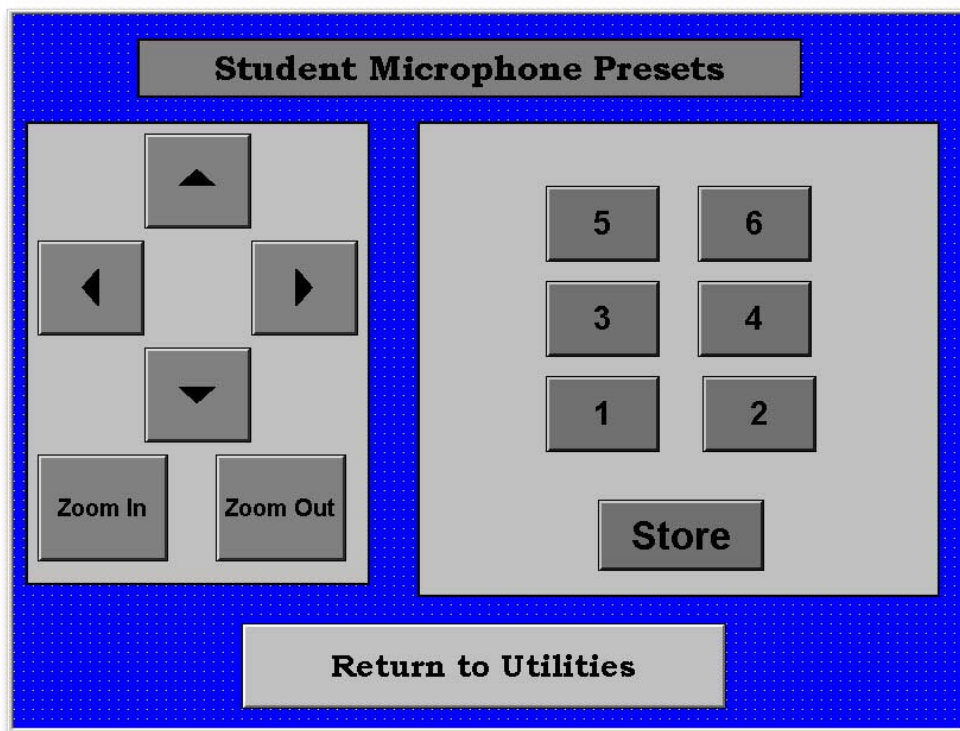 Student Microphone Presets
5 6
3 4
1 2
Zoom In Zoom Out
Store
Return to Utilities